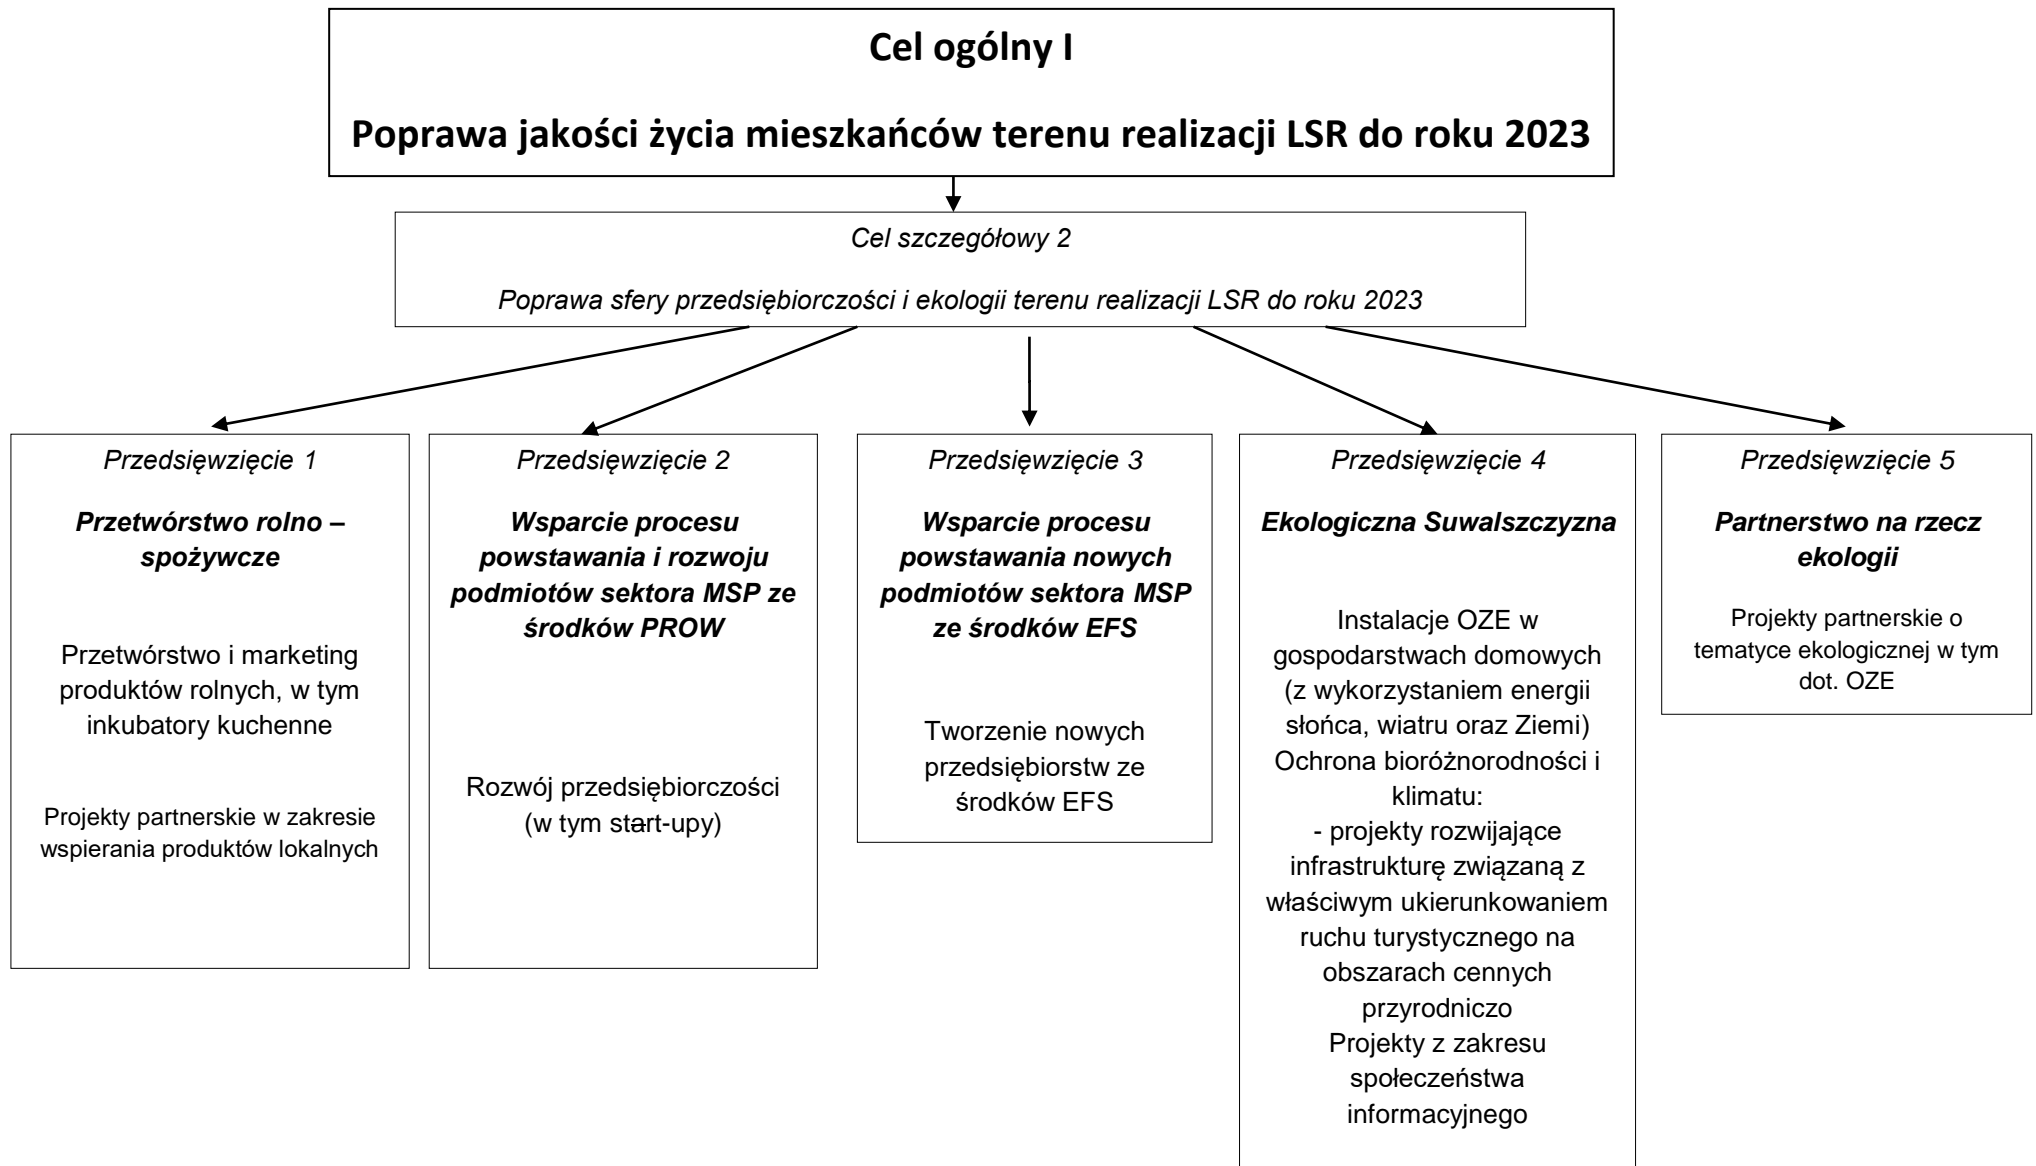 Cel ogólny I
Poprawa jakości życia mieszkańców terenu realizacji LSR do roku 2023
Cel szczegółowy 2
Poprawa sfery przedsiębiorczości i ekologii terenu realizacji LSR do roku 2023
Przedsięwzięcie 1
Przetwórstwo rolno –
spożywcze
Przetwórstwo i marketing
produktów rolnych, w tym
inkubatory kuchenne
Projekty partnerskie w zakresie
wspierania produktów lokalnych
Przedsięwzięcie 2
Wsparcie procesu
powstawania i rozwoju
podmiotów sektora MSP ze
środków PROW
Rozwój przedsiębiorczości
(w tym start-upy)
Przedsięwzięcie 3
Wsparcie procesu
powstawania nowych
podmiotów sektora MSP
ze środków EFS
Tworzenie nowych
przedsiębiorstw ze
środków EFS
Przedsięwzięcie 4
Ekologiczna Suwalszczyzna
Instalacje OZE w
gospodarstwach domowych
(z wykorzystaniem energii
słońca, wiatru oraz Ziemi)
Ochrona bioróżnorodności i
klimatu:
- projekty rozwijające
infrastrukturę związaną z
właściwym ukierunkowaniem
ruchu turystycznego na
obszarach cennych
przyrodniczo
Projekty z zakresu
społeczeństwa
informacyjnego
Przedsięwzięcie 5
Partnerstwo na rzecz
ekologii
Projekty partnerskie o
tematyce ekologicznej w tym
dot. OZE